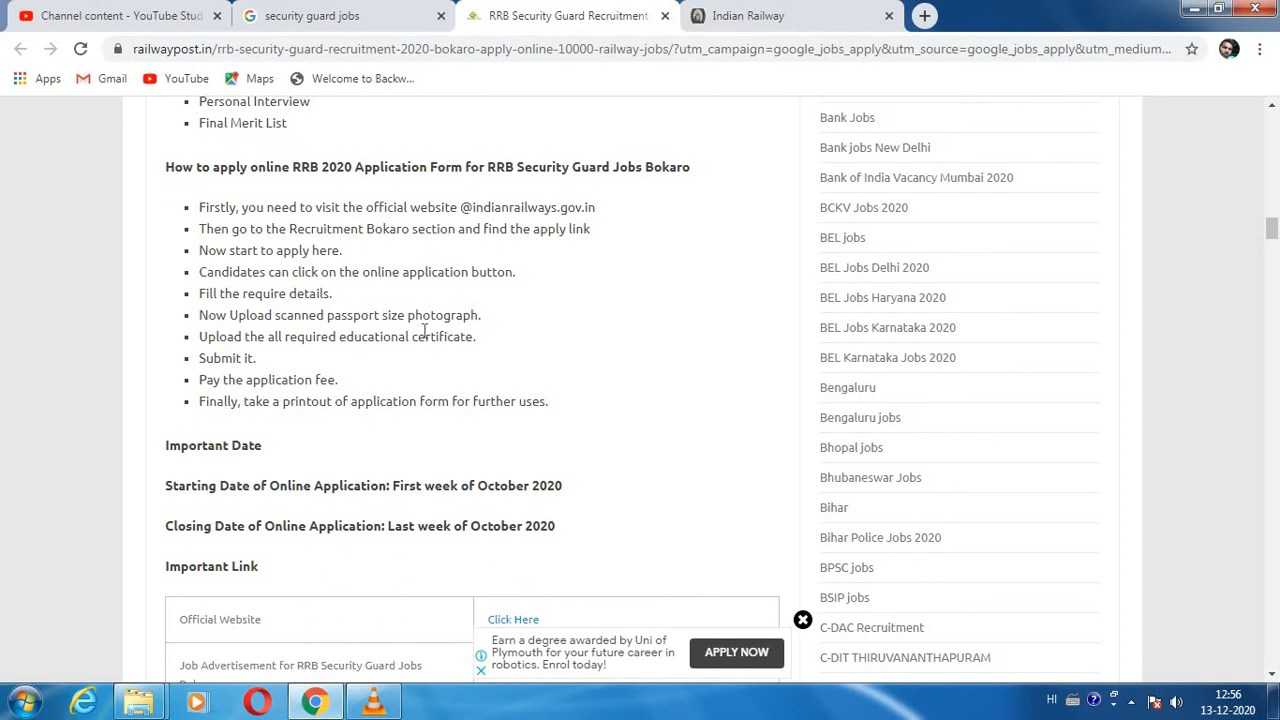 Channel content - YouTube Stud
security guard jobs
RRB Security Guard Recruitment
Indian Railway
railwaypost.in/rrb-security-guard-recruitment-2020-bokaro-apply-online-10000-railway-jobs/?utm_campaign=google_jobs_apply&utm_source=google_jobs_apply&utm_medium...
Apps
Gmail
YouTube
Maps
Welcome to Backw...
Personal Interview
Final Merit List
How to apply online RRB 2020 Application Form for RRB Security Guard Jobs Bokaro
Firstly, you need to visit the official website @indianrailways.gov.in
Then go to the Recruitment Bokaro section and find the apply link
Now start to apply here.
Candidates can click on the online application button.
Fill the require details.
Now Upload scanned passport size photograph.
Upload the all required educational certificate.
Submit it.
Pay the application fee.
Finally, take a printout of application form for further uses.
Important Date
Starting Date of Online Application: First week of October 2020
Closing Date of Online Application: Last week of October 2020
Important Link
Official Website
Click Here
Job Advertisement for RRB Security Guard Jobs
Earn a degree awarded by Uni of
Plymouth for your future career in
robotics. Enrol today!
APPLY NOW
Bank Jobs
Bank jobs New Delhi
Bank of India Vacancy Mumbai 2020
BCKV Jobs 2020
BEL jobs
BEL Jobs Delhi 2020
BEL Jobs Haryana 2020
BEL Jobs Karnataka 2020
BEL Karnataka Jobs 2020
Bengaluru
Bengaluru jobs
Bhopal jobs
Bhubaneswar Jobs
Bihar
Bihar Police Jobs 2020
BPSC jobs
BSIP jobs
C-DAC Recruitment
C-DIT THIRUVANANTHAPURAM
HI
12:56
13-12-2020